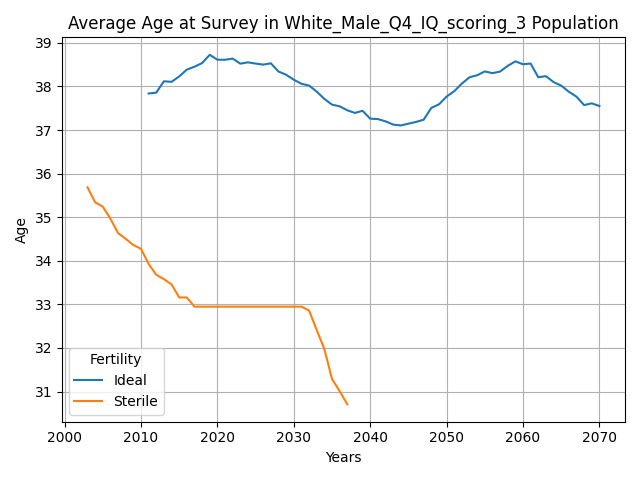 Average Age at Survey in White_Male_Q4_IQ_scoring_3 Population
39
38
37
36
35
34
33
32
31
Age
Fertility
Ideal
Sterile
2000 2010 2020 2030 2040 2050 2060 2070
Years